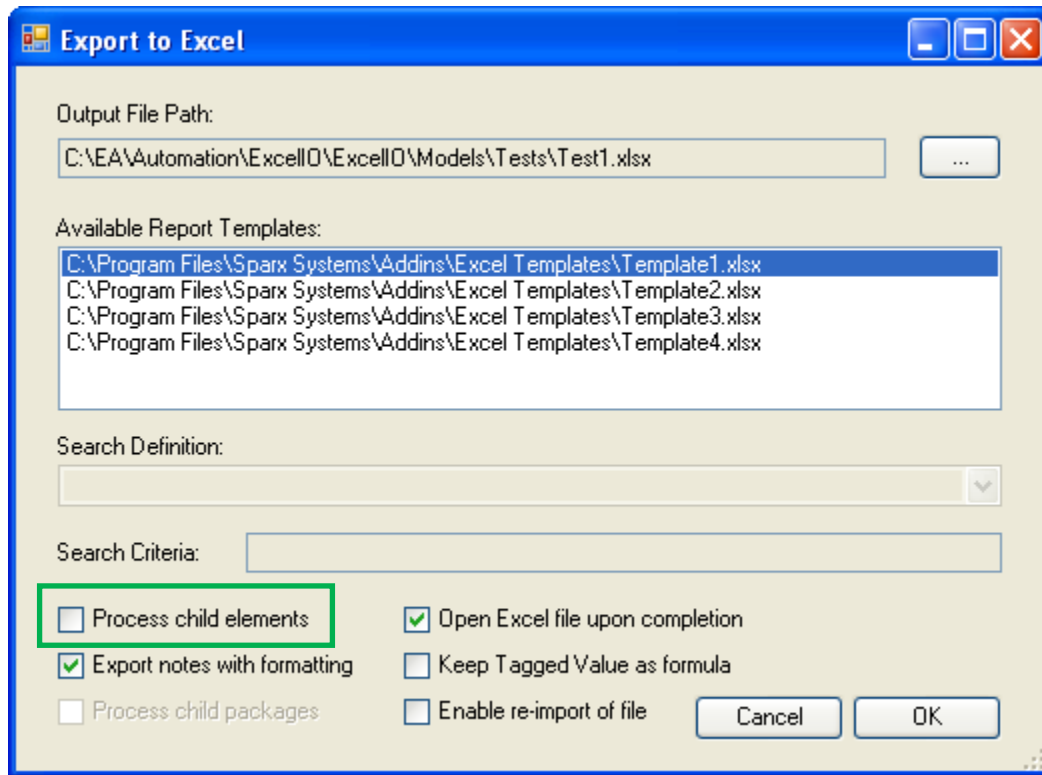 Export to Excel
Output File Path:
C:\EA\Automation\ExcelIO\ExcelIO\Models\Tests\Test1.xlsx
...
Available Report Templates:
C:\Program Files\Sparx Systems\Addins\Excel Templates\Template1.xlsx
C:\Program Files\Sparx Systems\Addins\Excel Templates\Template2.xlsx
C:\Program Files\Sparx Systems\Addins\Excel Templates\Template3.xlsx
C:\Program Files\Sparx Systems\Addins\Excel Templates\Template4.xlsx
Search Definition:
Search Criteria:
Process child elements
Open Excel file upon completion
Export notes with formatting
Keep Tagged Value as formula
Process child packages
Enable re-import of file
Cancel
OK